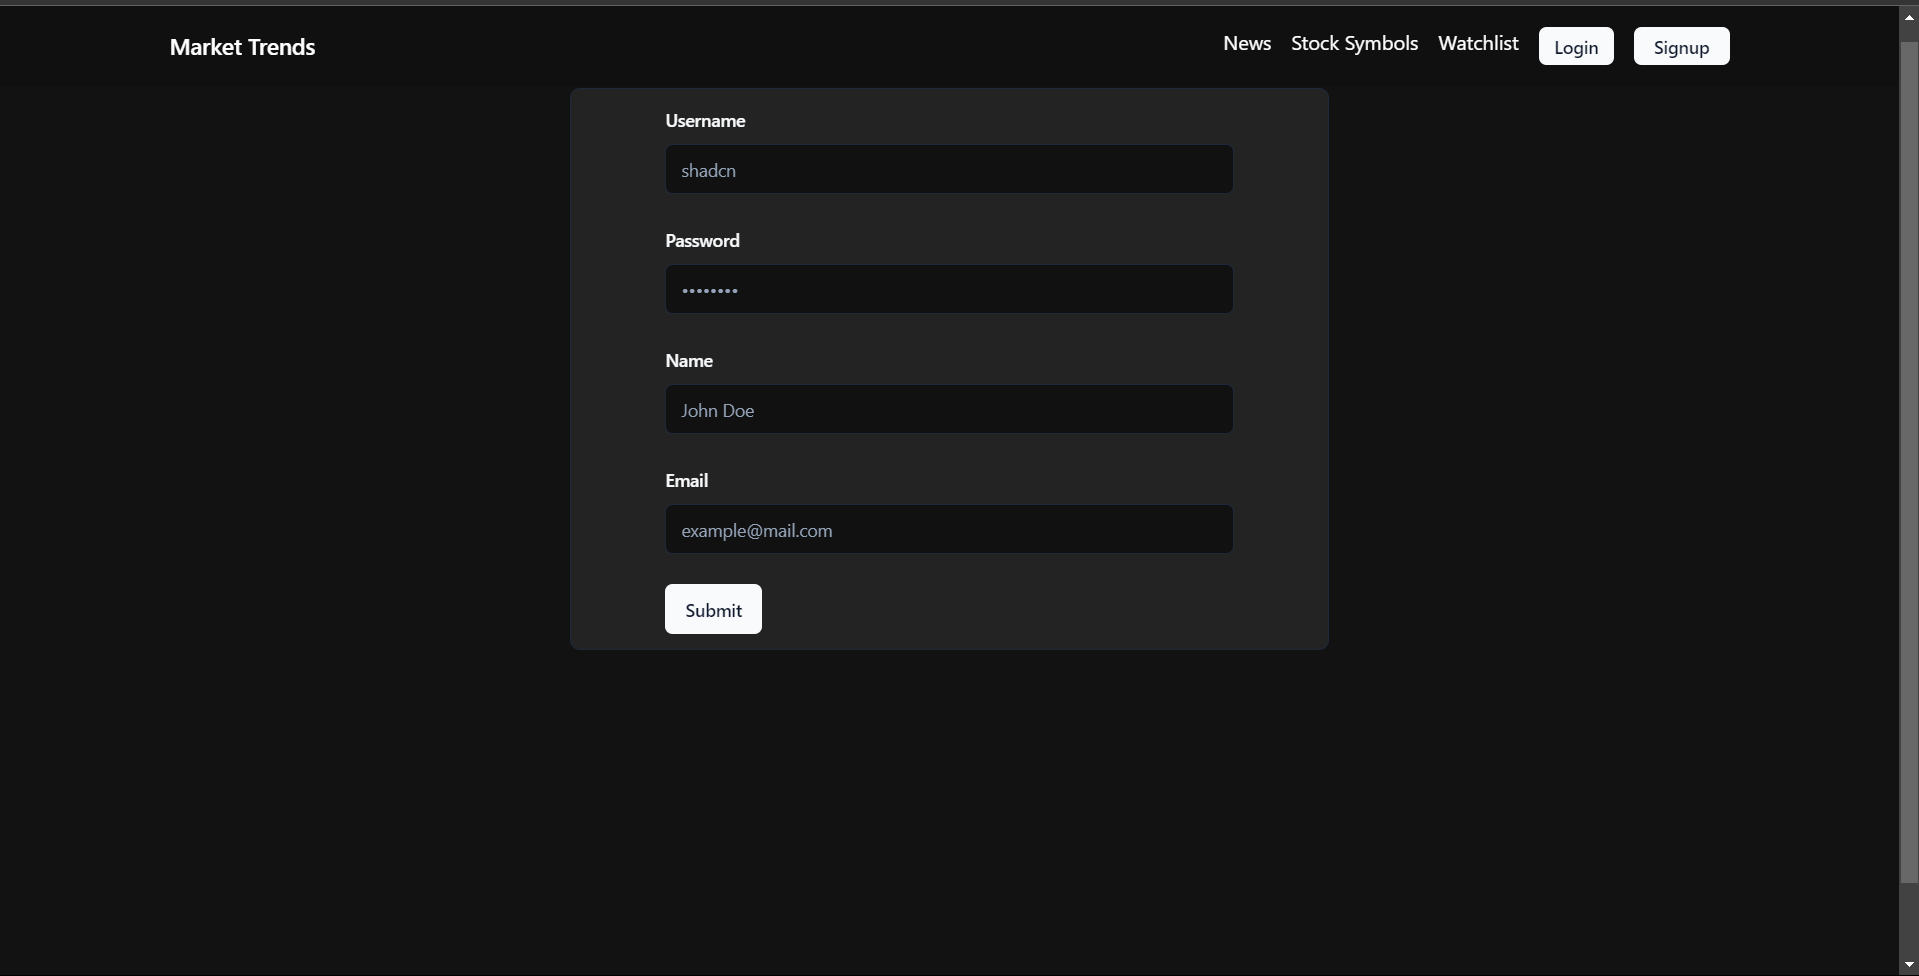 Market Trends
News Stock Symbols Watchlist Login Signup
Username
shadcn
Password
••••••••
Name
John Doe
Email
example@mail.com
Submit